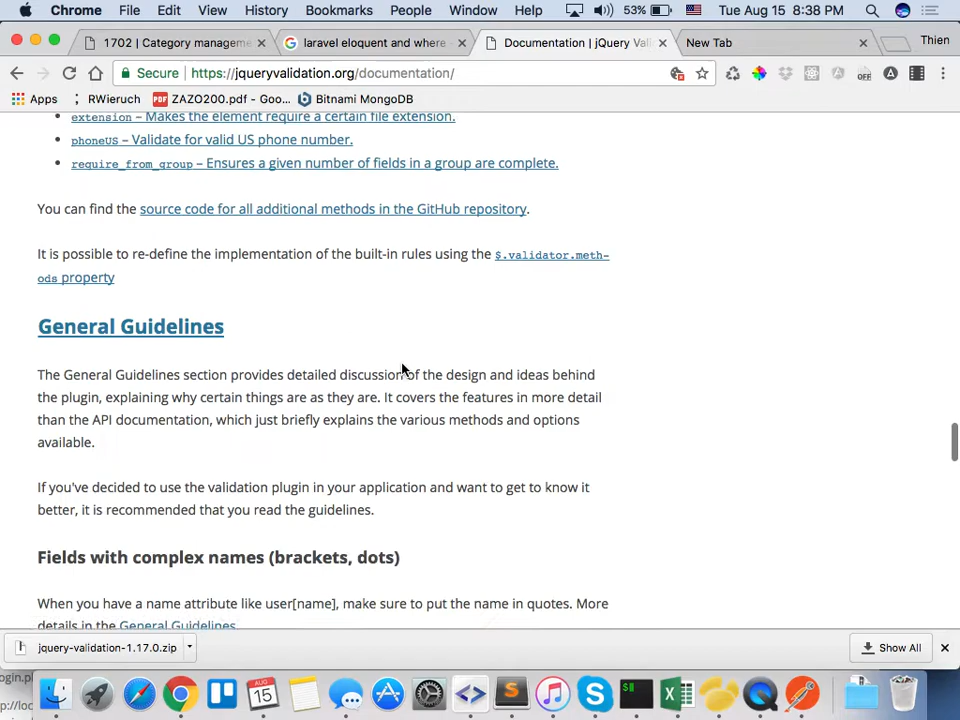 Chrome File Edit View History Bookmarks People Window Help 53% Tue Aug 15 8:38 PM
1702 | Category manageme
laravel eloquent and where
Documentation | jQuery Vali
New Tab
Thien
Secure https://jqueryvalidation.org/documentation/
OFF
Apps RWieruch ZAZO200.pdf - Goo... Bitnami MongoDB
extension – Makes the element require a certain file extension.
phoneUS – Validate for valid US phone number.
require_from_group – Ensures a given number of fields in a group are complete.
You can find the source code for all additional methods in the GitHub repository.
It is possible to re-define the implementation of the built-in rules using the $.validator.meth-
ods property
General Guidelines
The General Guidelines section provides detailed discussion of the design and ideas behind
the plugin, explaining why certain things are as they are. It covers the features in more detail
than the API documentation, which just briefly explains the various methods and options
available.
If you've decided to use the validation plugin in your application and want to get to know it
better, it is recommended that you read the guidelines.
Fields with complex names (brackets, dots)
When you have a name attribute like user[name], make sure to put the name in quotes. More
details in the General Guidelines.
jquery-validation-1.17.0.zip
Show All
ogin.p
p://loc
AUG
15